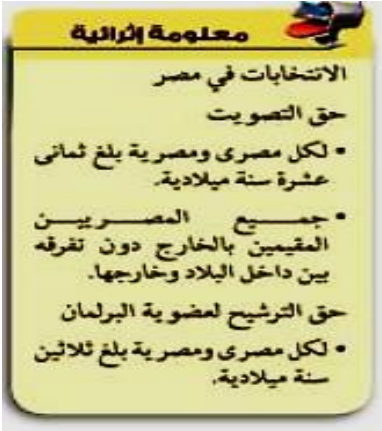 معلومة إثرائية
الانتخابات في مصر
حق التصويت
• لكل مصرى ومصرية بلغ ثمانى
عشرة سنة ميلادية.
• جميع المصريين
المقيمين بالخارج دون تفرقه
بين داخل البلاد وخارجها.
حق الترشيح لعضوية البرلمان
• لكل مصرى ومصرية بلغ ثلاثين
سنة ميلادية.